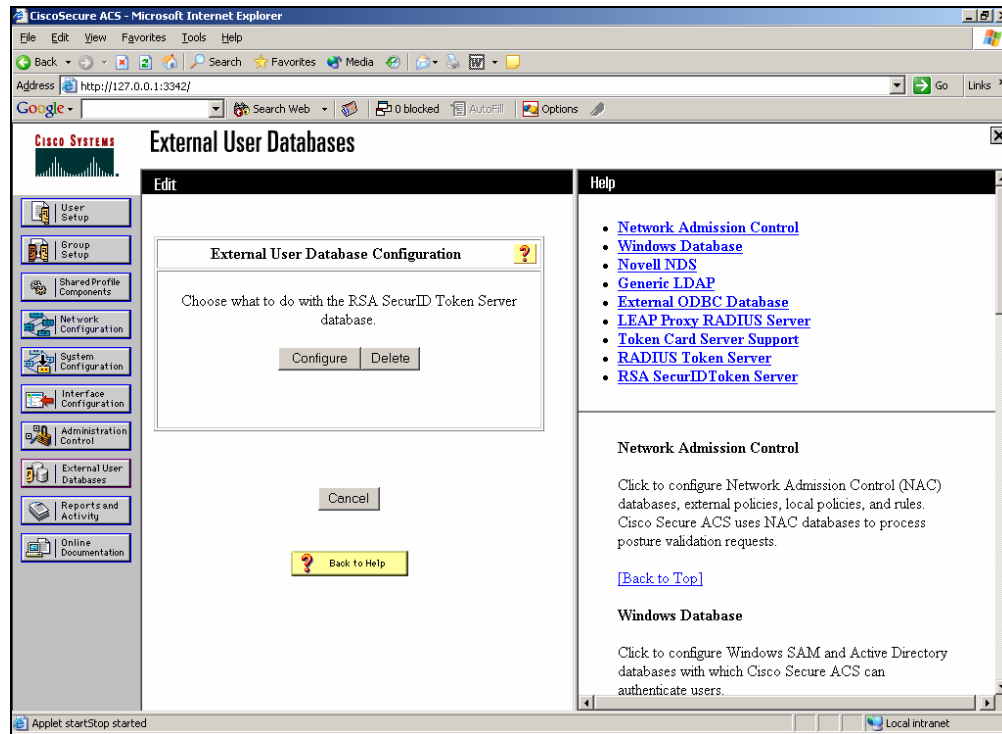 CiscoSecure ACS - Microsoft Internet Explorer
File Edit View Favorites Tools Help
Back Search Favorites Media
Address http://127.0.0.1:3342/ Go Links
Google Search Web 0 blocked AutoFill Options
CISCO SYSTEMS
External User Databases
Edit
Help
User
Setup
Group
Setup
Shared Profile
Components
Network
Configuration
System
Configuration
Interface
Configuration
Administration
Control
External User
Databases
Reports and
Activity
Online
Documentation
External User Database Configuration
Choose what to do with the RSA SecurID Token Server
database.
Configure Delete
Cancel
Back to Help
Network Admission Control
Windows Database
Novell NDS
Generic LDAP
External ODBC Database
LEAP Proxy RADIUS Server
Token Card Server Support
RADIUS Token Server
RSA SecurIDToken Server
Network Admission Control
Click to configure Network Admission Control (NAC)
databases, external policies, local policies, and rules.
Cisco Secure ACS uses NAC databases to process
posture validation requests.
[Back to Top]
Windows Database
Click to configure Windows SAM and Active Directory
databases with which Cisco Secure ACS can
authenticate users.
Applet startStop started
Local intranet